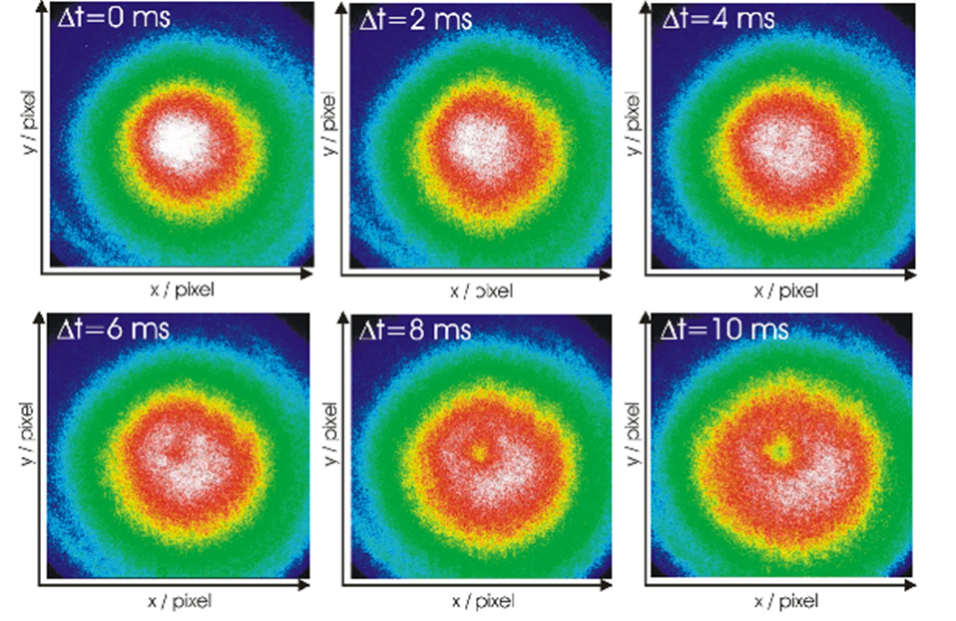 Δt=0 ms
y / pixel
x / pixel
Δt=2 ms
y / pixel
x / pixel
Δt=4 ms
y / pixel
x / pixel
Δt=6 ms
y / pixel
x / pixel
Δt=8 ms
y / pixel
x / pixel
Δt=10 ms
y / pixel
x / pixel